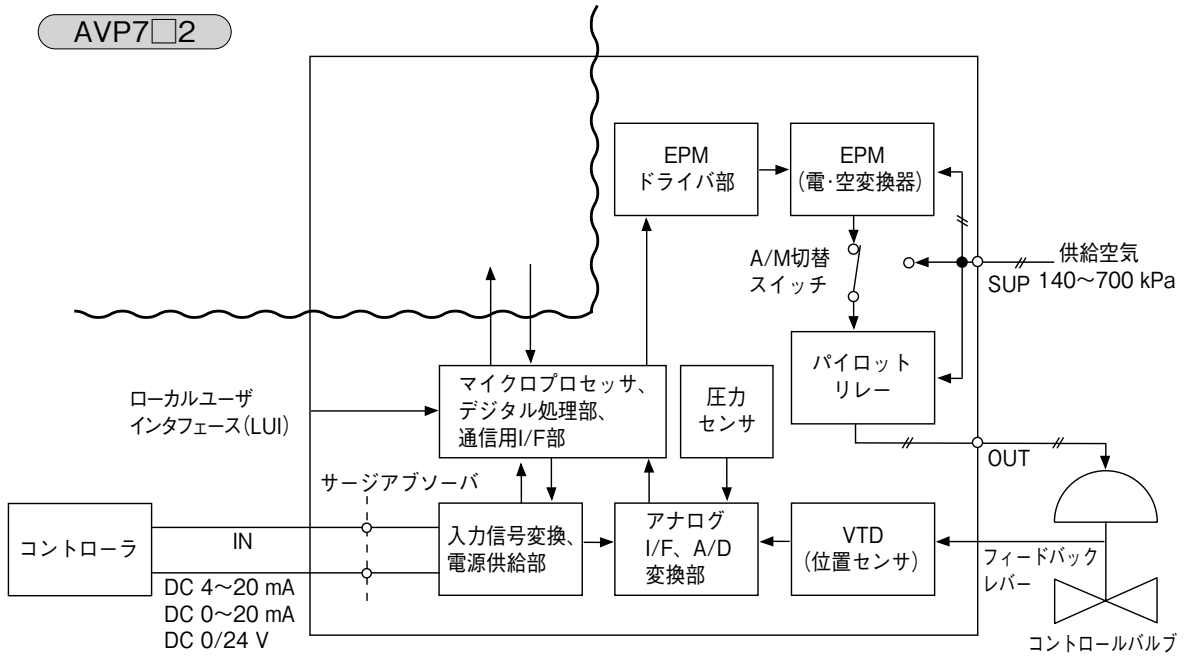 AVP7□2
EPM
ドライバ部
EPM
(電・空変換器)
A/M切替
スイッチ
供給空気
SUP 140~700 kPa
パイロット
リレー
マイクロプロセッサ、
デジタル処理部、
通信用I/F部
圧力
センサ
ローカルユーザ
インタフェース(LUI)
OUT
サージアブソーバ
コントローラ
IN
入力信号変換、
電源供給部
アナログ
I/F、A/D
変換部
VTD
(位置センサ)
フィードバック
レバー
DC 4~20 mA
DC 0~20 mA
DC 0/24 V
コントロールバルブ